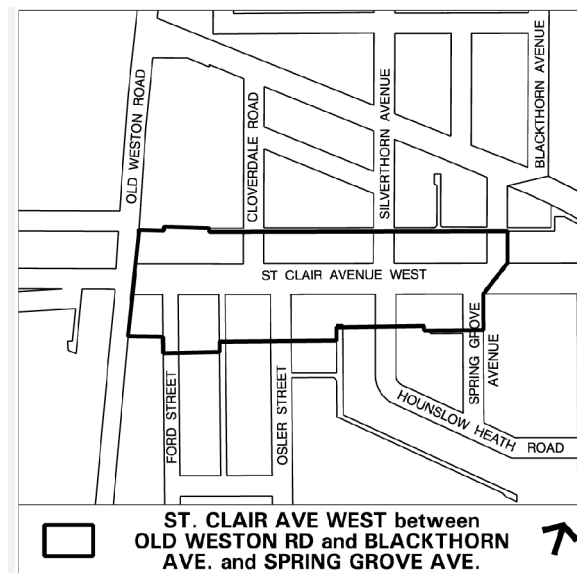 OLD WESTON ROAD
CLOVERDALE ROAD
SILVERTHORN AVENUE
BLACKTHORN AVENUE
ST CLAIR AVENUE WEST
FORD STREET
OSLER STREET
SPRING GROVE
AVENUE
HOUNSLOW HEATH ROAD
ST. CLAIR AVE WEST between
OLD WESTON RD and BLACKTHORN
AVE. and SPRING GROVE AVE.